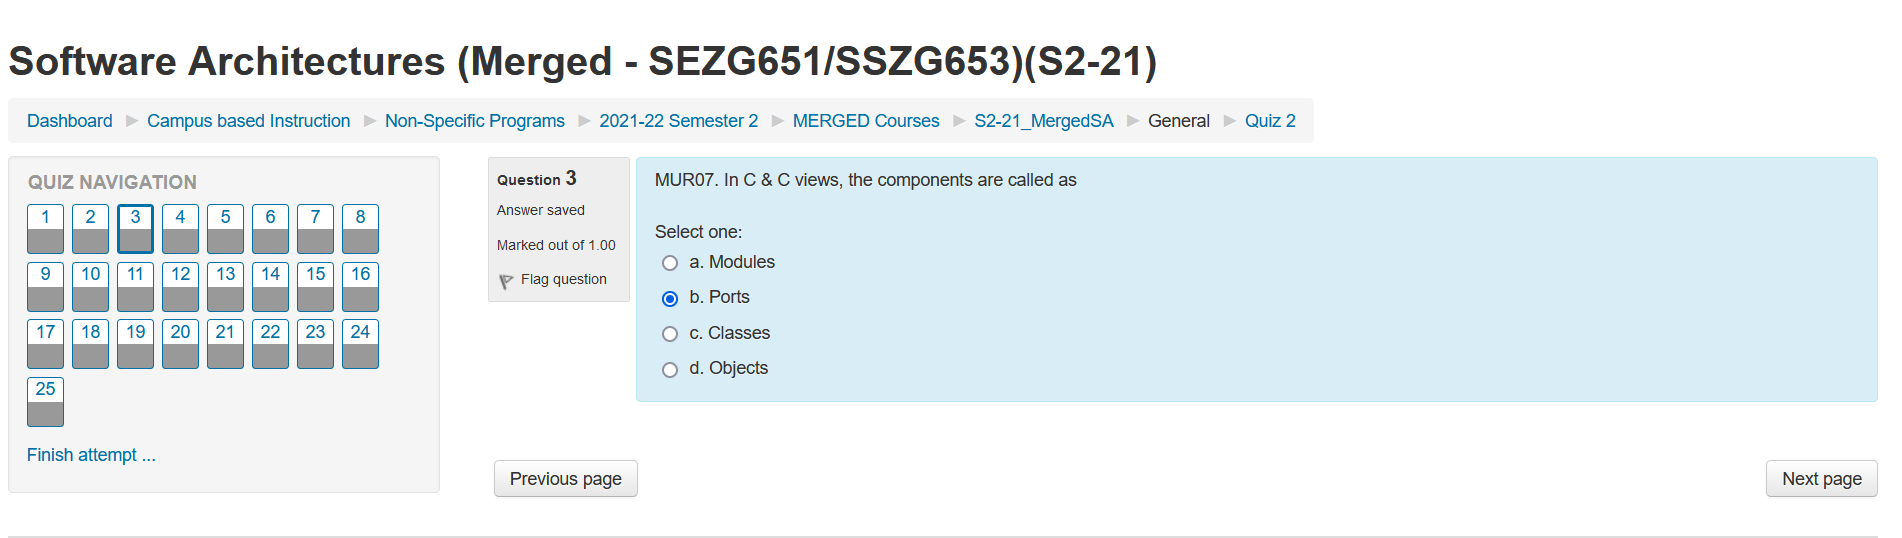 Software Architectures (Merged - SEZG651/SSZG653)(S2-21)
Dashboard Campus based Instruction Non-Specific Programs 2021-22 Semester 2 MERGED Courses S2-21_MergedSA General Quiz 2
QUIZ NAVIGATION
1 2 3 4 5 6 7 8
9 10 11 12 13 14 15 16
17 18 19 20 21 22 23 24
25
Finish attempt ...
Question 3
Answer saved
Marked out of 1.00
Flag question
MUR07. In C & C views, the components are called as
Select one:
a. Modules
b. Ports
c. Classes
d. Objects
Previous page
Next page